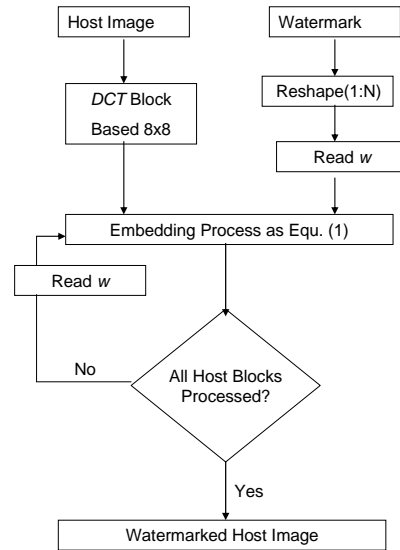 Host Image
Watermark
DCT Block
Based 8x8
Reshape(1:N)
Read w
Embedding Process as Equ. (1)
Read w
No
All Host Blocks
Processed?
Yes
Watermarked Host Image